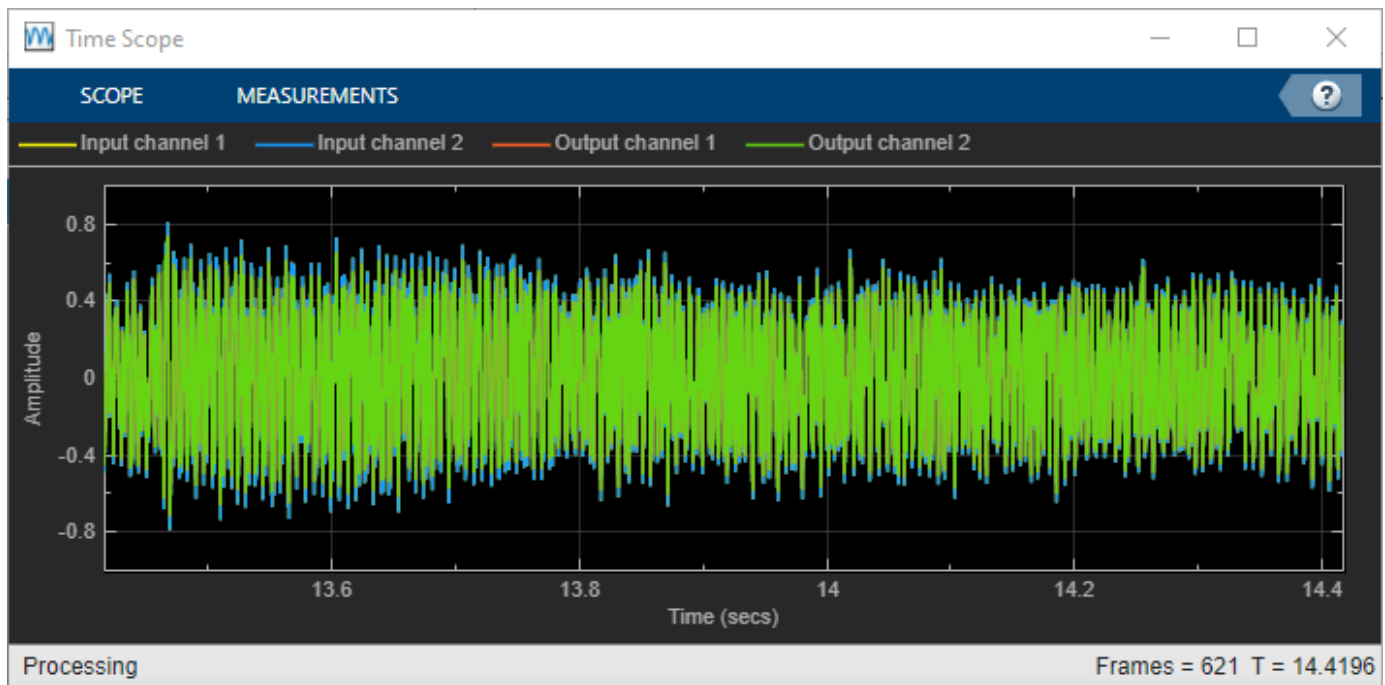 Time Scope
SCOPE MEASUREMENTS ?
Input channel 1 Input channel 2 Output channel 1 Output channel 2
0.8
0.4
0
-0.4
-0.8
Amplitude
13.6 13.8 14 14.2 14.4
Time (secs)
Processing Frames = 621 T = 14.4196